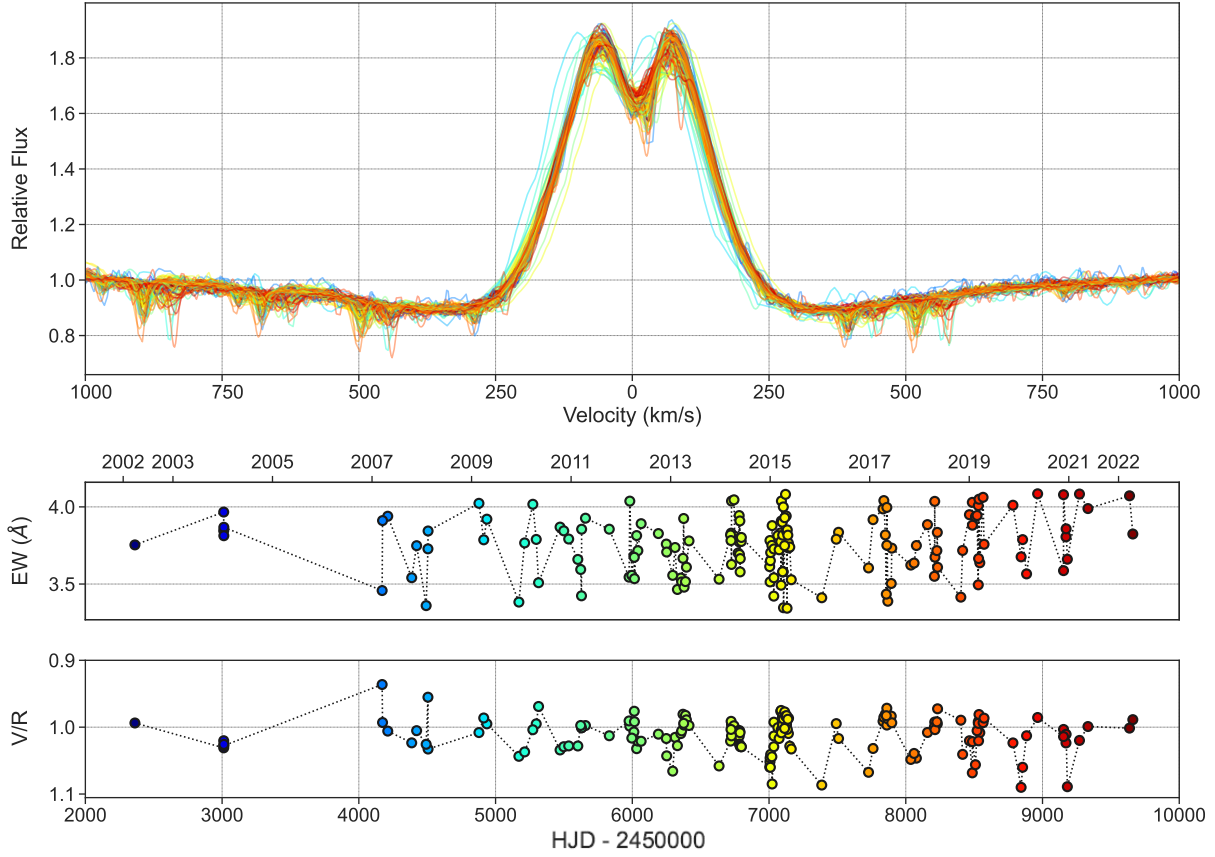 1.8
1.6
1.4
1.2
1.0
0.8
Relative Flux
1000 750 500 250 0 250 500 750 1000
Velocity (km/s)
2002 2003 2005 2007 2009 2011 2013 2015 2017 2019 2021 2022
4.0
3.5
EW (Å)
0.9
1.0
1.1
V/R
2000 3000 4000 5000 6000 7000 8000 9000 10000
HJD - 2450000